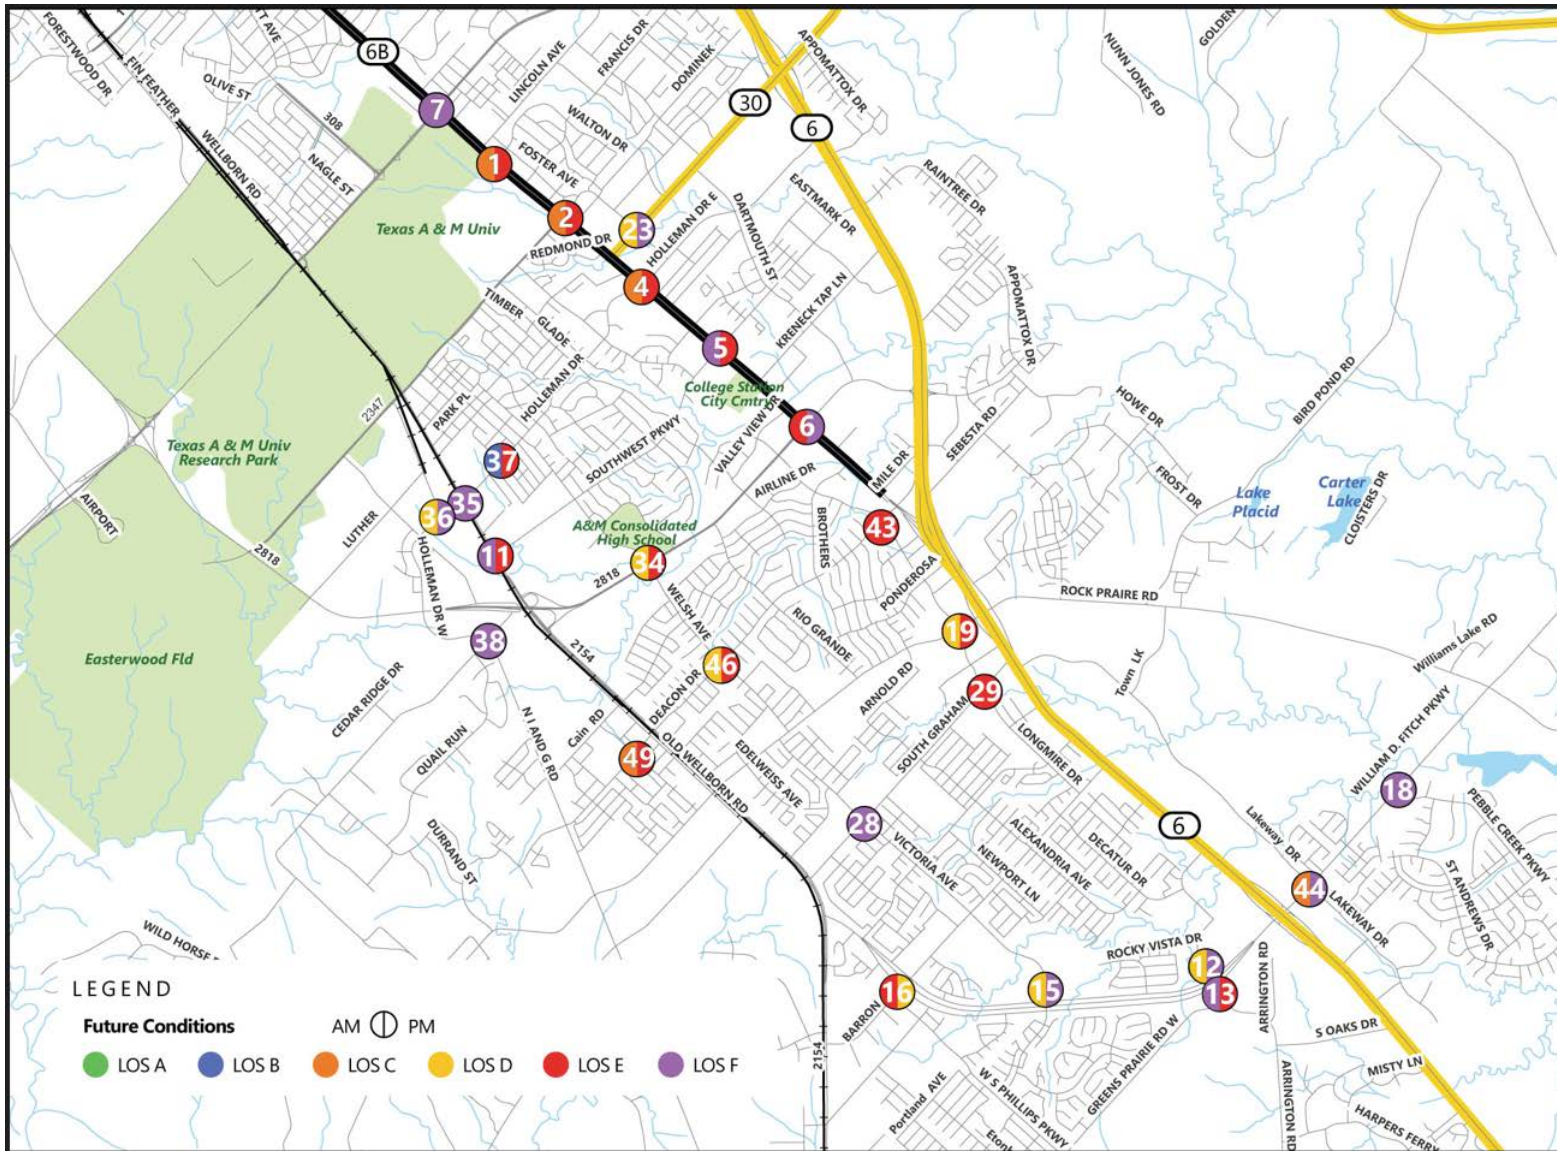 FORESTWOOD DR
FIN FEATHER
OLIVE ST
308
WELLBORN RD
NAGLE ST
6B
LINCOLN AVE
FRANCIS DR
DOMINEK
WALTON DR
FOSTER AVE
APPOMATTOX DR
30
6
NUNN JONES RD
GOLDEN
7
1
2
23
Texas A & M Univ
REDMOND DR
HOLLEMAN DR E
DARTMOUTH ST
EASTMARK DR
RAINTREE DR
4
TIMBER
GLADE
5
KRENECK TAP LN
APPOMATTOX DR
2347
PARK PL
HOLLEMAN DR
College Station
City Cmtry
VALLEY VIEW DR
6
HOWE DR
BIRD POND RD
Texas A & M Univ
Research Park
37
SOUTHWEST PKWY
AIRLINE DR
MILE DR
SEBESTA RD
FROST DR
Lake
Placid
Carter
Lake
CLOISTERS DR
AIRPORT
2818
LUTHER
36
35
11
HOLLEMAN DR W
A&M Consolidated
High School
34
2818
BROTHERS
43
PONDEROSA
ROCK PRAIRE RD
WELSH AVE
RIO GRANDE
19
Williams Lake RD
Easterwood Fld
38
2154
46
DEACON DR
ARNOLD RD
29
Town LK
CEDAR RIDGE DR
QUAIL RUN
N I AND G RD
Cain RD
49
OLD WELLBORN RD
EDELWEISS AVE
SOUTH GRAHAM
LONGMIRE DR
WILLIAM D. FITCH PKWY
18
PEBBLE CREEK PKWY
28
VICTORIA AVE
NEWPORT LN
ALEXANDRIA AVE
DECATUR DR
6
Lakeway DR
44
LAKEWAY DR
ST ANDREWS DR
DURRAND ST
WILD HORSE
ROCKY VISTA DR
12
13
15
16
BARRON
ARRINGTON RD
S OAKS DR
MISTY LN
HARPERS FERRY
ARRINGTON RD
GREENS PRAIRIE RD W
W S PHILLIPS PKWY
Portland AVE
2154
LEGEND
Future Conditions
AM PM
LOS A LOS B LOS C LOS D LOS E LOS F